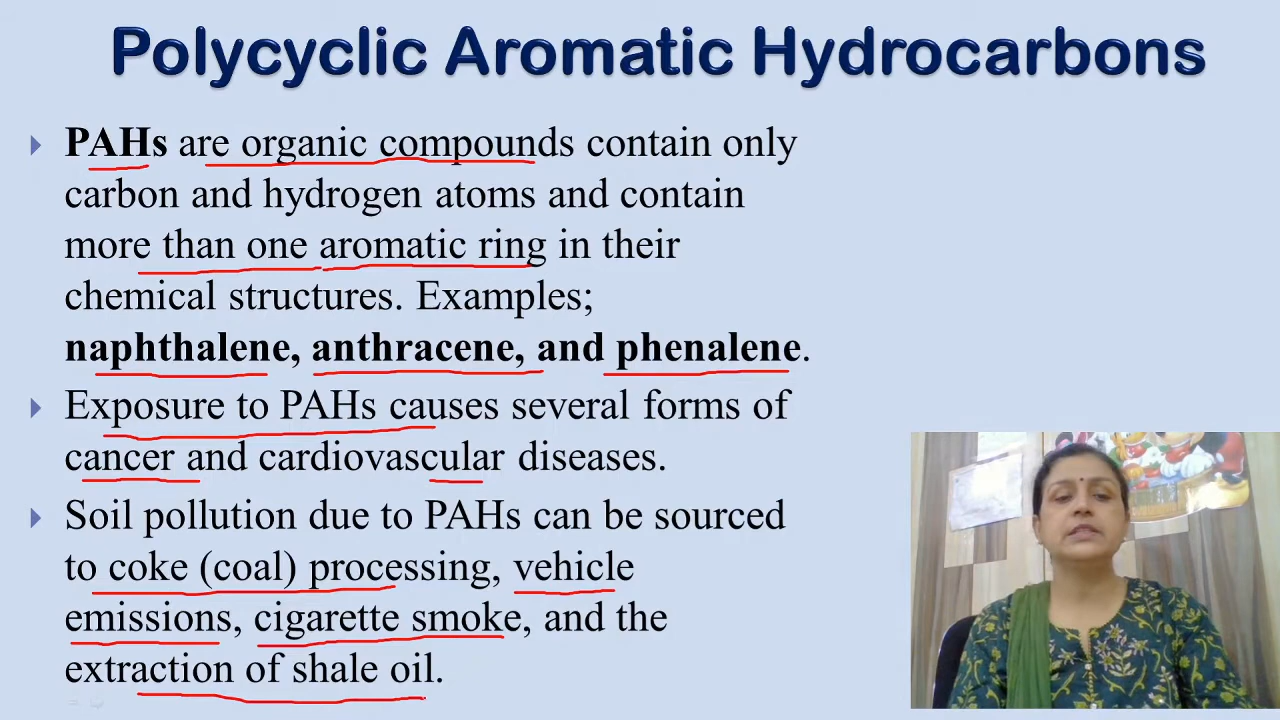 Polycyclic Aromatic Hydrocarbons
PAHs are organic compounds contain only
carbon and hydrogen atoms and contain
more than one aromatic ring in their
chemical structures. Examples;
naphthalene, anthracene, and phenalene.
Exposure to PAHs causes several forms of
cancer and cardiovascular diseases.
Soil pollution due to PAHs can be sourced
to coke (coal) processing, vehicle
emissions, cigarette smoke, and the
extraction of shale oil.